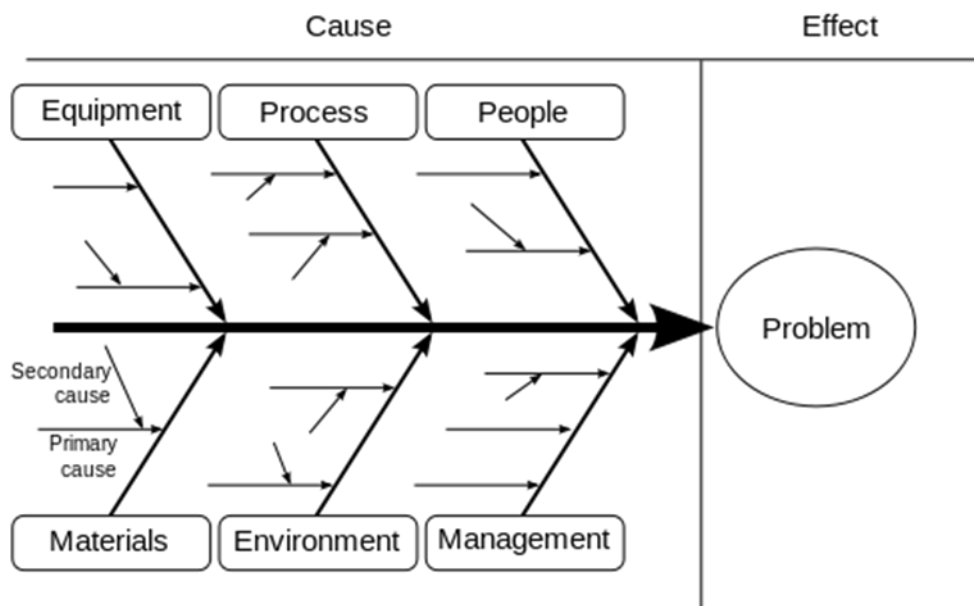 Cause
Effect
Equipment
Process
People
Problem
Secondary
cause
Primary
cause
Materials
Environment
Management